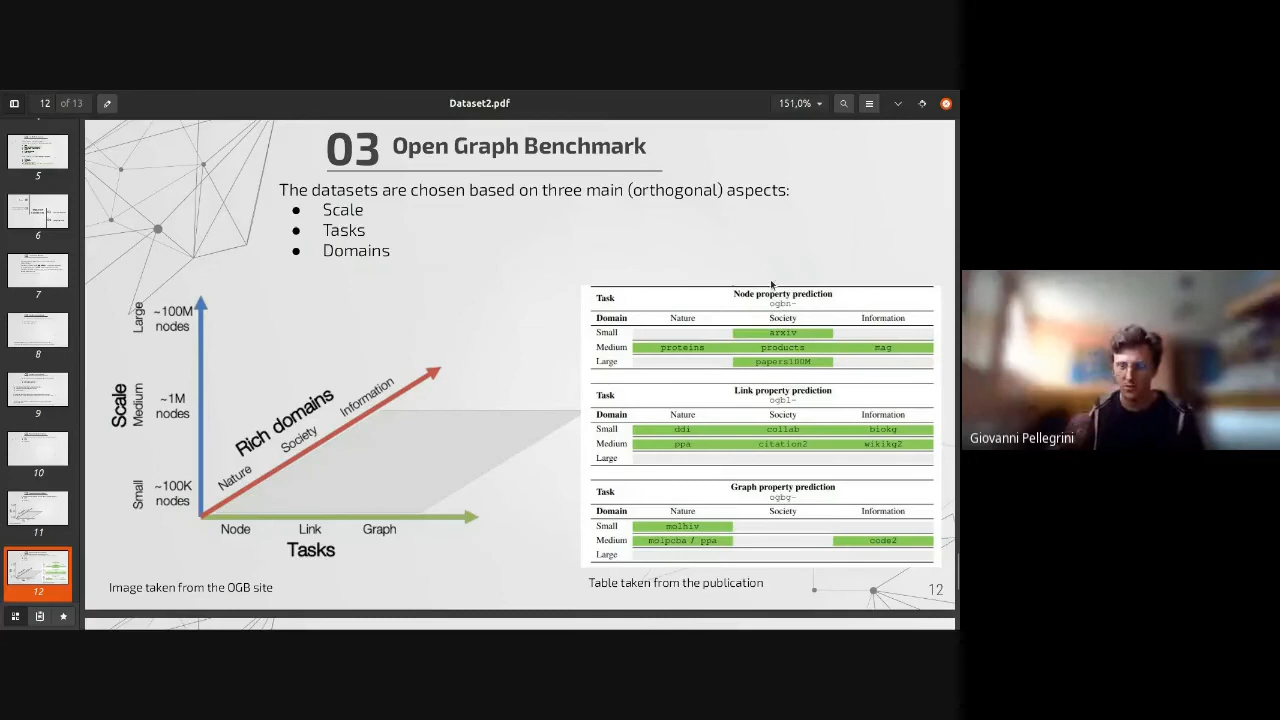 12 of 13
Dataset2.pdf
151,0%
5
6
7
8
9
10
11
12
03 Open Graph Benchmark
The datasets are chosen based on three main (orthogonal) aspects:
● Scale
● Tasks
● Domains
Scale
Large
~100M
nodes
Medium
~1M
nodes
Small
~100K
nodes
Rich domains
Nature
Society
Information
Node Link Graph
Tasks
Image taken from the OGB site
Task Node property prediction
ogbn-
Domain Nature Society Information
Small arxiv
Medium proteins products mag
Large papers100M
Task Link property prediction
ogbl-
Domain Nature Society Information
Small ddi collab biokg
Medium ppa citation2 wikikg2
Large
Task Graph property prediction
ogbg-
Domain Nature Society Information
Small molhiv
Medium molpcba / ppa code2
Large
Table taken from the publication
12
Giovanni Pellegrini